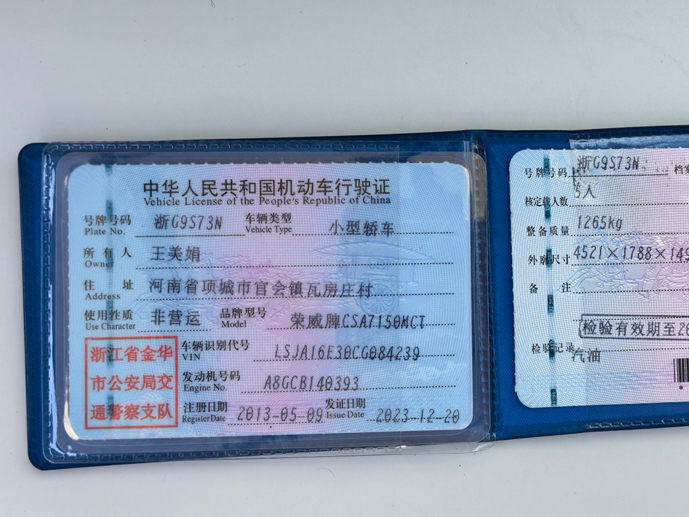 中华人民共和国机动车行驶证
Vehicle License of the People's Republic of China
号牌号码 浙G9S73N 车辆类型 小型轿车
Plate No. Vehicle Type
所有人 王美娟
Owner
住址 河南省项城市官会镇瓦房庄村
Address
使用性质 非营运 品牌型号 荣威牌CSA7150MCT
Use Character Model
浙江省金华
市公安局交
通警察支队
车辆识别代号 LSJA16E30CG084239
VIN
发动机号码 A8GCB140393
Engine No.
注册日期 2013-05-09 发证日期 2023-12-20
Register Date Issue Date
号牌号码 浙G9S73N 档案
核定载人数 5人
整备质量 1265kg
外廓尺寸 4521×1788×149
备注
检验有效期至20
检验记录
汽油